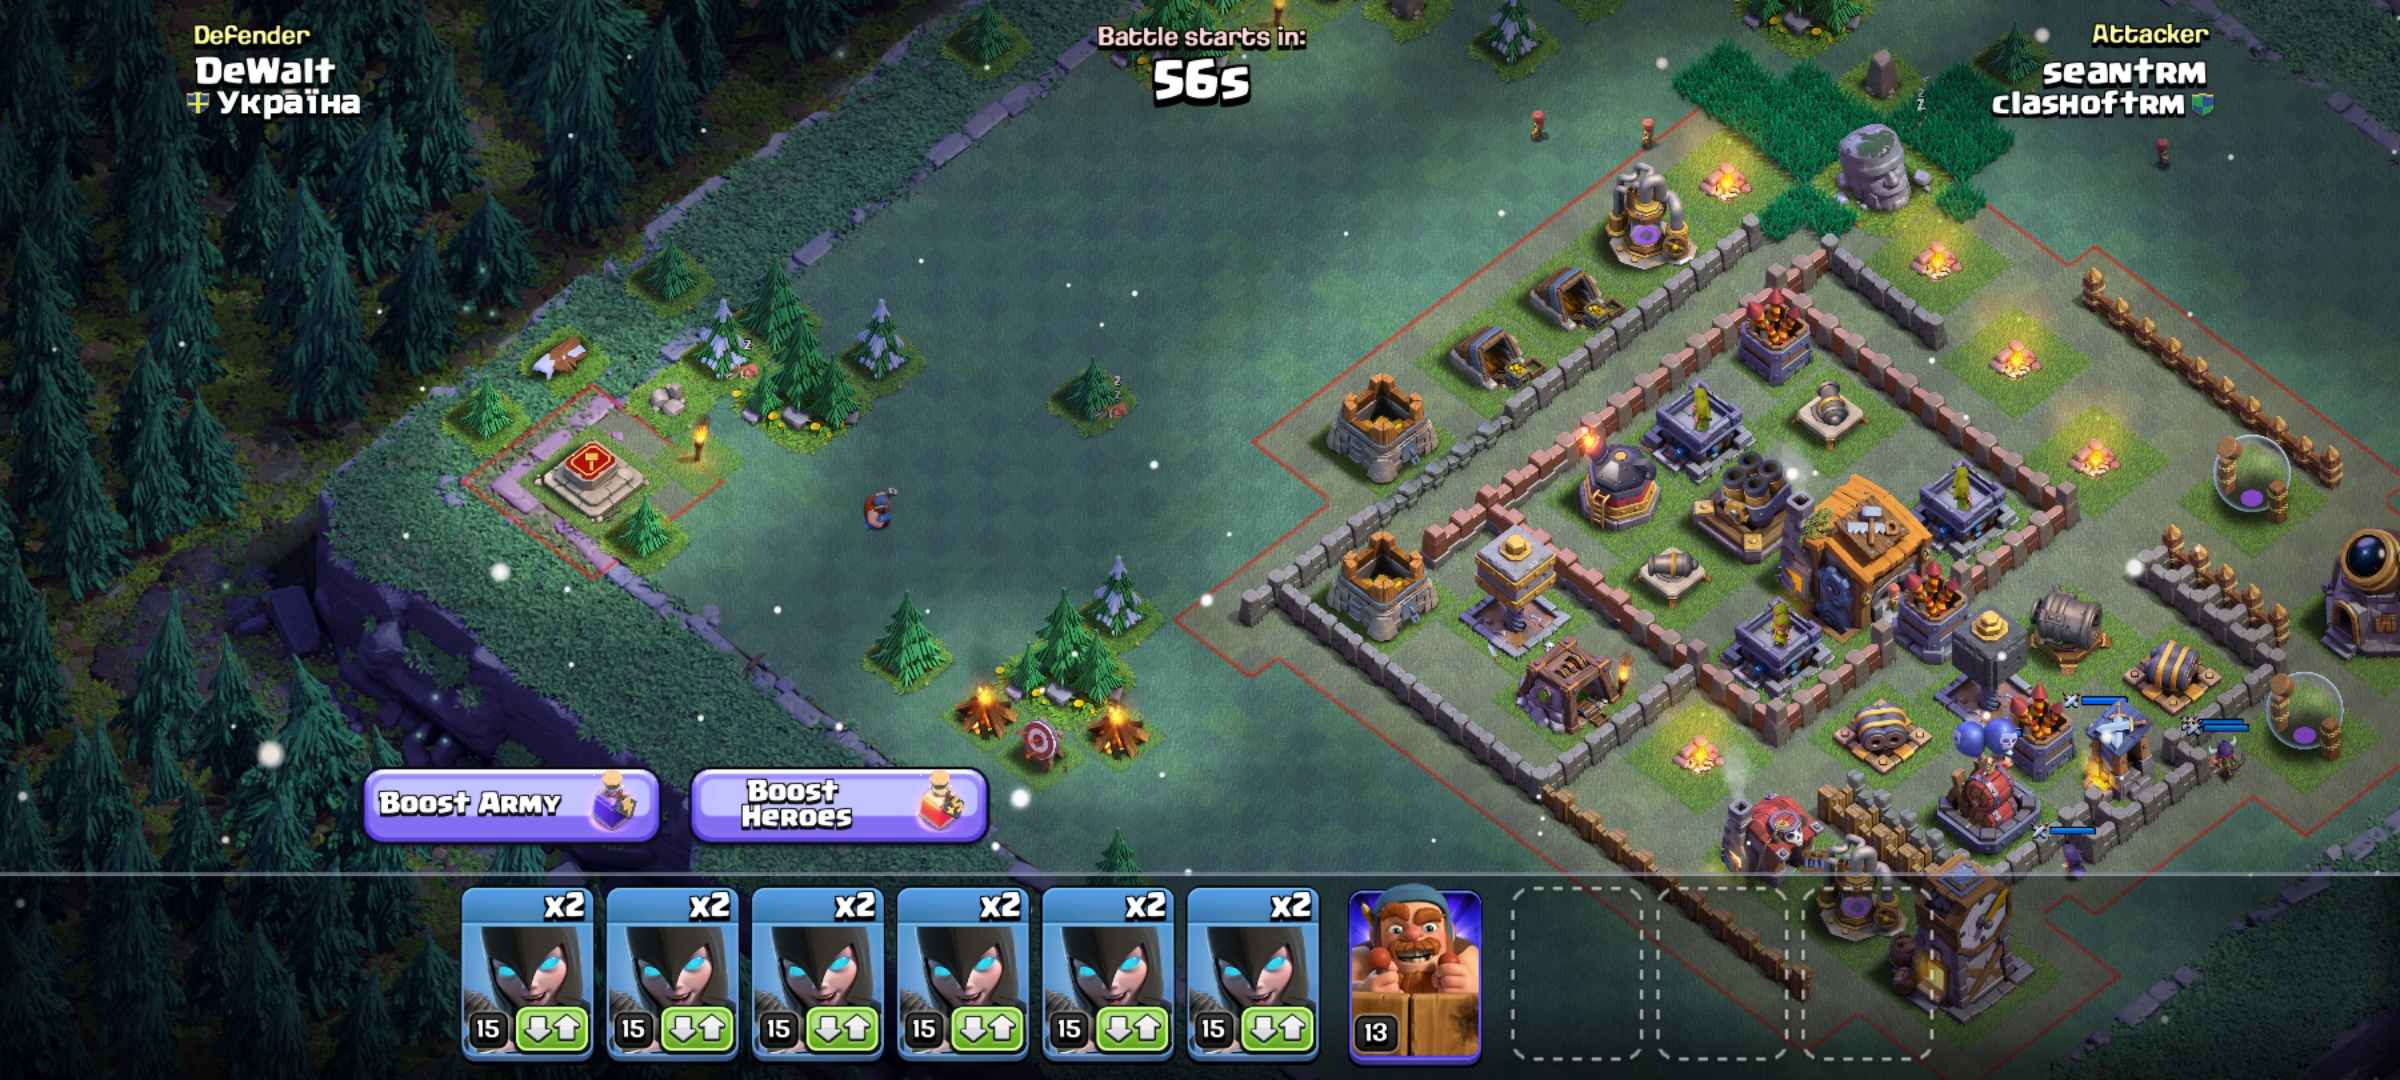 Defender
DeWalt
Україна
Battle starts in:
56s
Attacker
seantRM
clashoftRM
Boost Army
Boost
Heroes
x2
x2
x2
x2
x2
x2
15
15
15
15
15
15
13